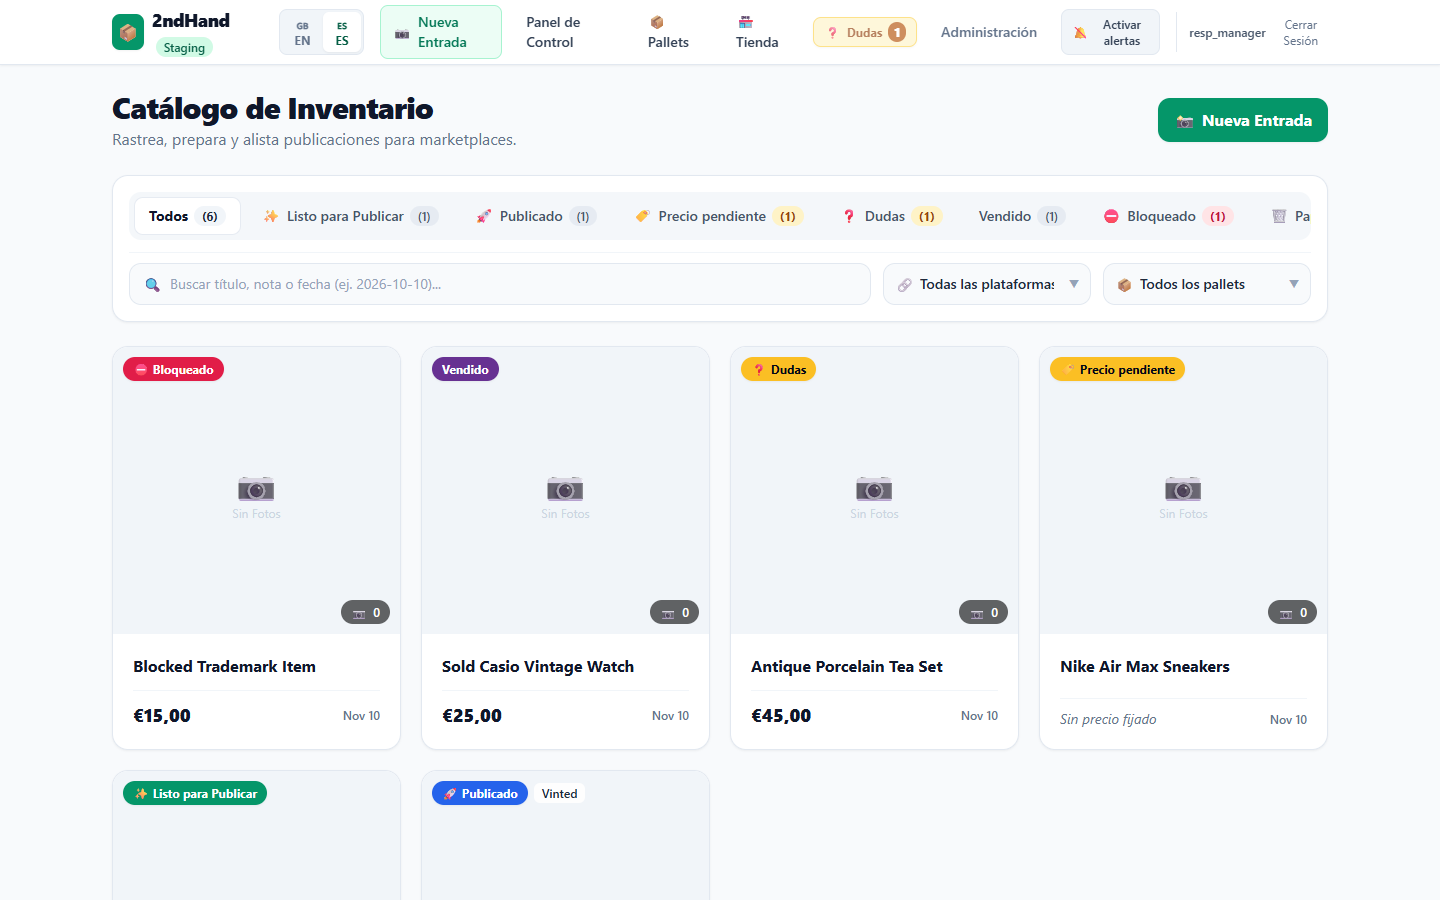 2ndHand
Staging
GB
EN
ES
ES
Nueva
Entrada
Panel de
Control
Pallets
Tienda
Dudas 1
Administración
Activar
alertas
resp_manager
Cerrar
Sesión
Catálogo de Inventario
Rastrea, prepara y alista publicaciones para marketplaces.
Nueva Entrada
Todos (6)
Listo para Publicar (1)
Publicado (1)
Precio pendiente (1)
Dudas (1)
Vendido (1)
Bloqueado (1)
Pa
Buscar título, nota o fecha (ej. 2026-10-10)...
Todas las plataformas
Todos los pallets
Bloqueado
Sin Fotos
0
Blocked Trademark Item
€15,00
Nov 10
Vendido
Sin Fotos
0
Sold Casio Vintage Watch
€25,00
Nov 10
Dudas
Sin Fotos
0
Antique Porcelain Tea Set
€45,00
Nov 10
Precio pendiente
Sin Fotos
0
Nike Air Max Sneakers
Sin precio fijado
Nov 10
Listo para Publicar
Publicado
Vinted